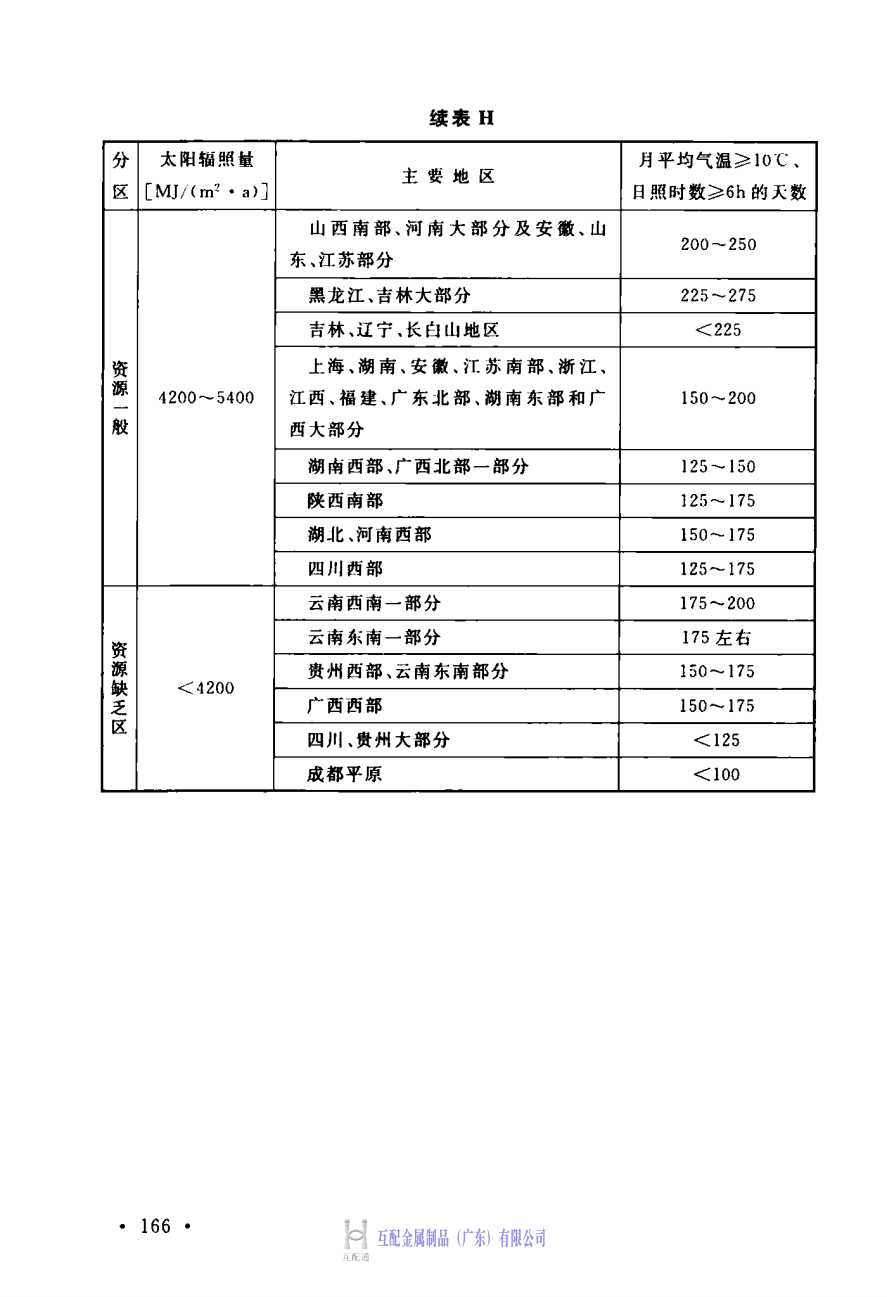 续表 H
分区 太阳辐照量 [MJ/(m²·a)] 主要地区 月平均气温≥10℃、日照时数≥6h 的天数
资源一般 4200～5400
山西南部、河南大部分及安徽、山
东、江苏部分 200～250
黑龙江、吉林大部分 225～275
吉林、辽宁、长白山地区 ＜225
上海、湖南、安徽、江苏南部、浙江、
江西、福建、广东北部、湖南东部和广
西大部分 150～200
湖南西部、广西北部一部分 125～150
陕西南部 125～175
湖北、河南西部 150～175
四川西部 125～175
资源缺乏区 ＜4200
云南西南一部分 175～200
云南东南一部分 175 左右
贵州西部、云南东南部分 150～175
广西西部 150～175
四川、贵州大部分 ＜125
成都平原 ＜100
· 166 ·
互配金属制品（广东）有限公司
互配通